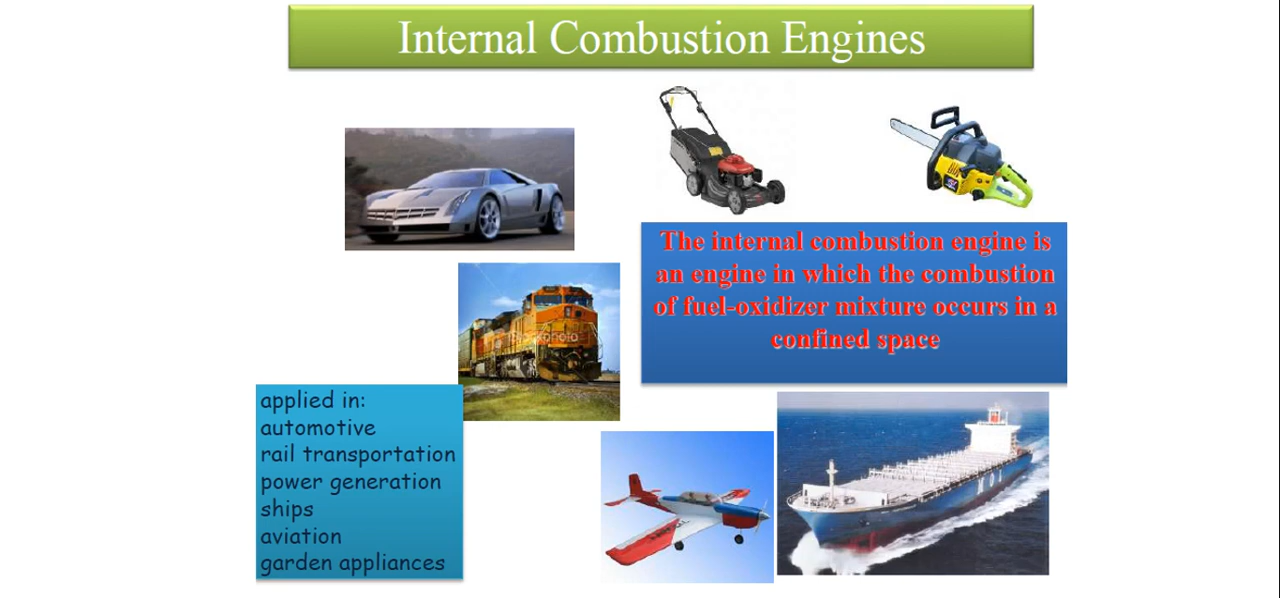 Internal Combustion Engines
The internal combustion engine is
an engine in which the combustion
of fuel-oxidizer mixture occurs in a
confined space
applied in:
automotive
rail transportation
power generation
ships
aviation
garden appliances
MOL